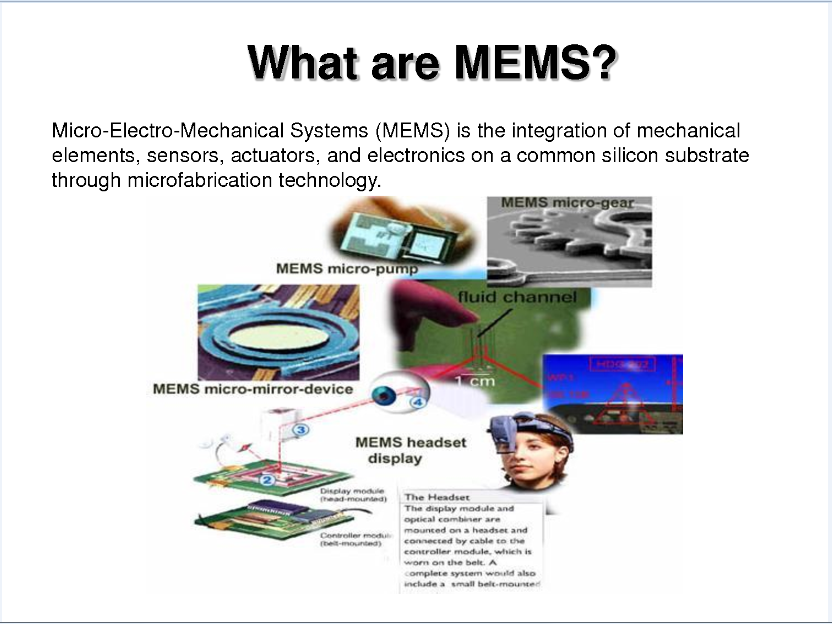 What are MEMS?
Micro-Electro-Mechanical Systems (MEMS) is the integration of mechanical
elements, sensors, actuators, and electronics on a common silicon substrate
through microfabrication technology.
MEMS micro-gear
MEMS micro-pump
fluid channel
1 cm
MEMS micro-mirror-device
4
3
MEMS headset
display
2
Display module
(head-mounted)
Controller modul
(belt-mounted)
The Headset
The display module and
optical combiner are
mounted on a headset and
connected by cable to the
controller module, which is
worn on the belt. A
complete system would also
include a small belt-mounted